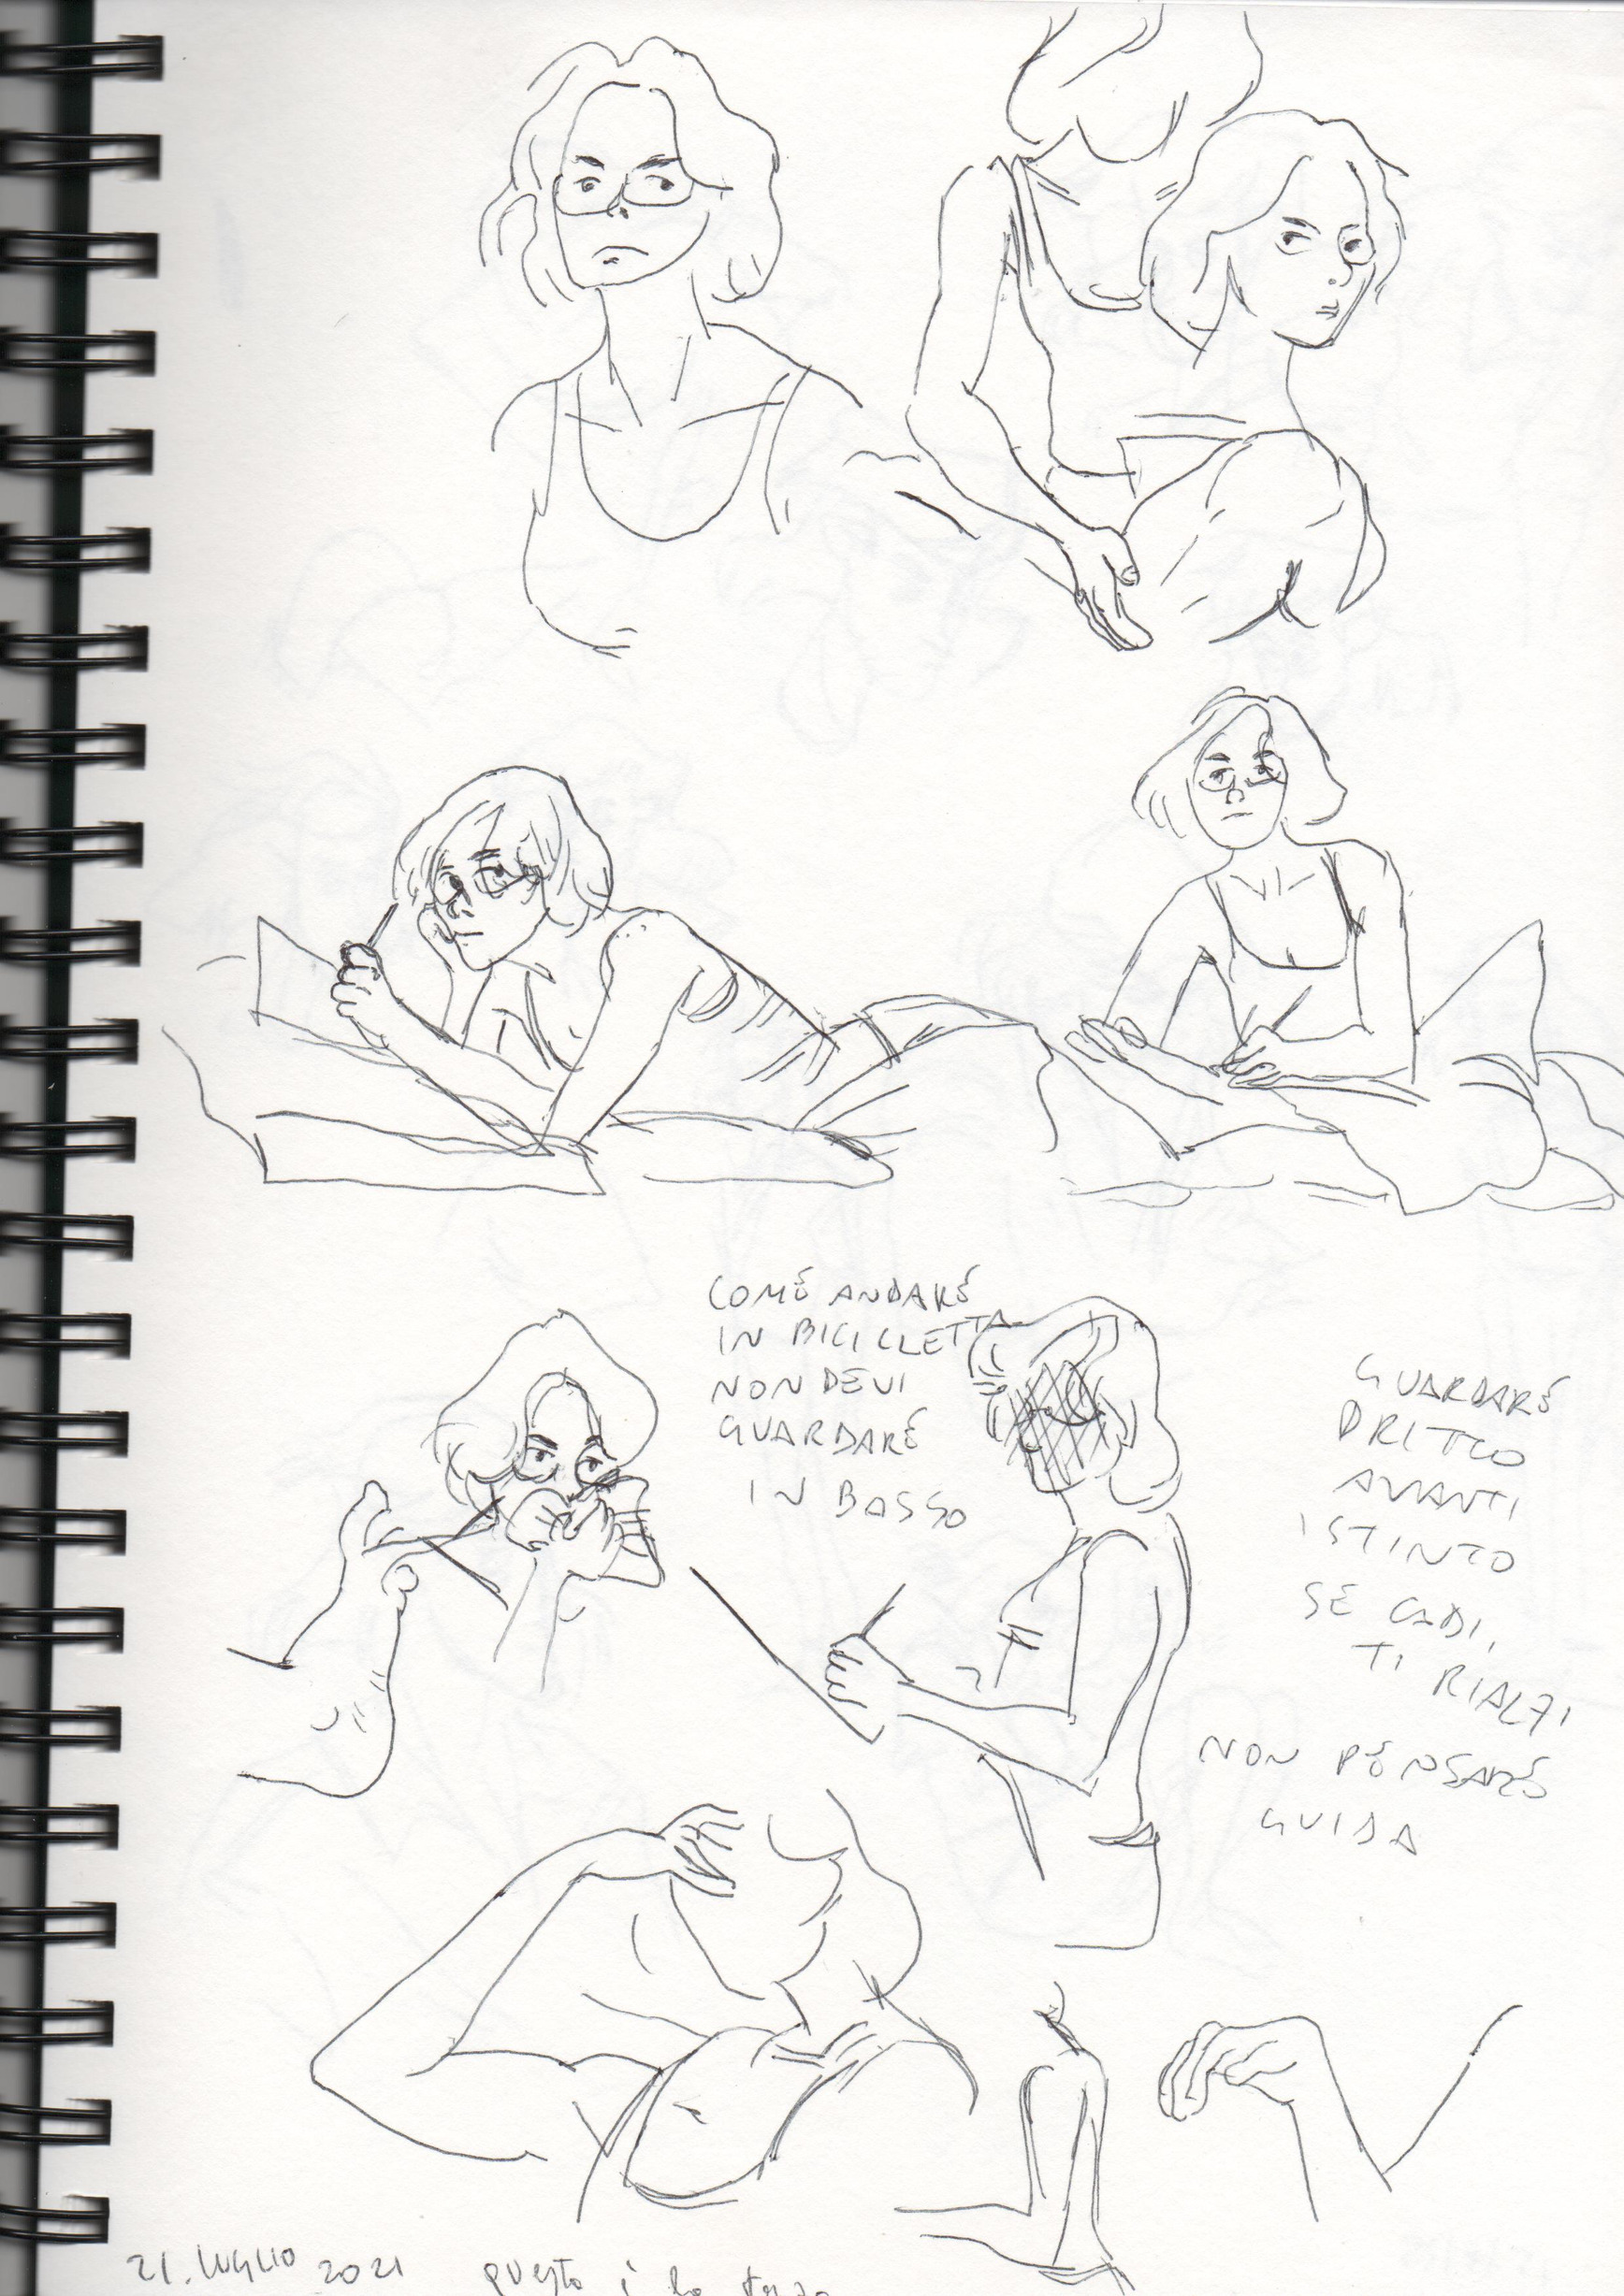 COME ANDARE
IN BICICLETTA
NON DEVI
GUARDARE
IN BASSO
GUARDARE
DRITTO
AVANTI
ISTINTO
SE CADI,
TI RIALZI
NON PENSARE
GUIDA
21. LUGLIO 2021 questo è